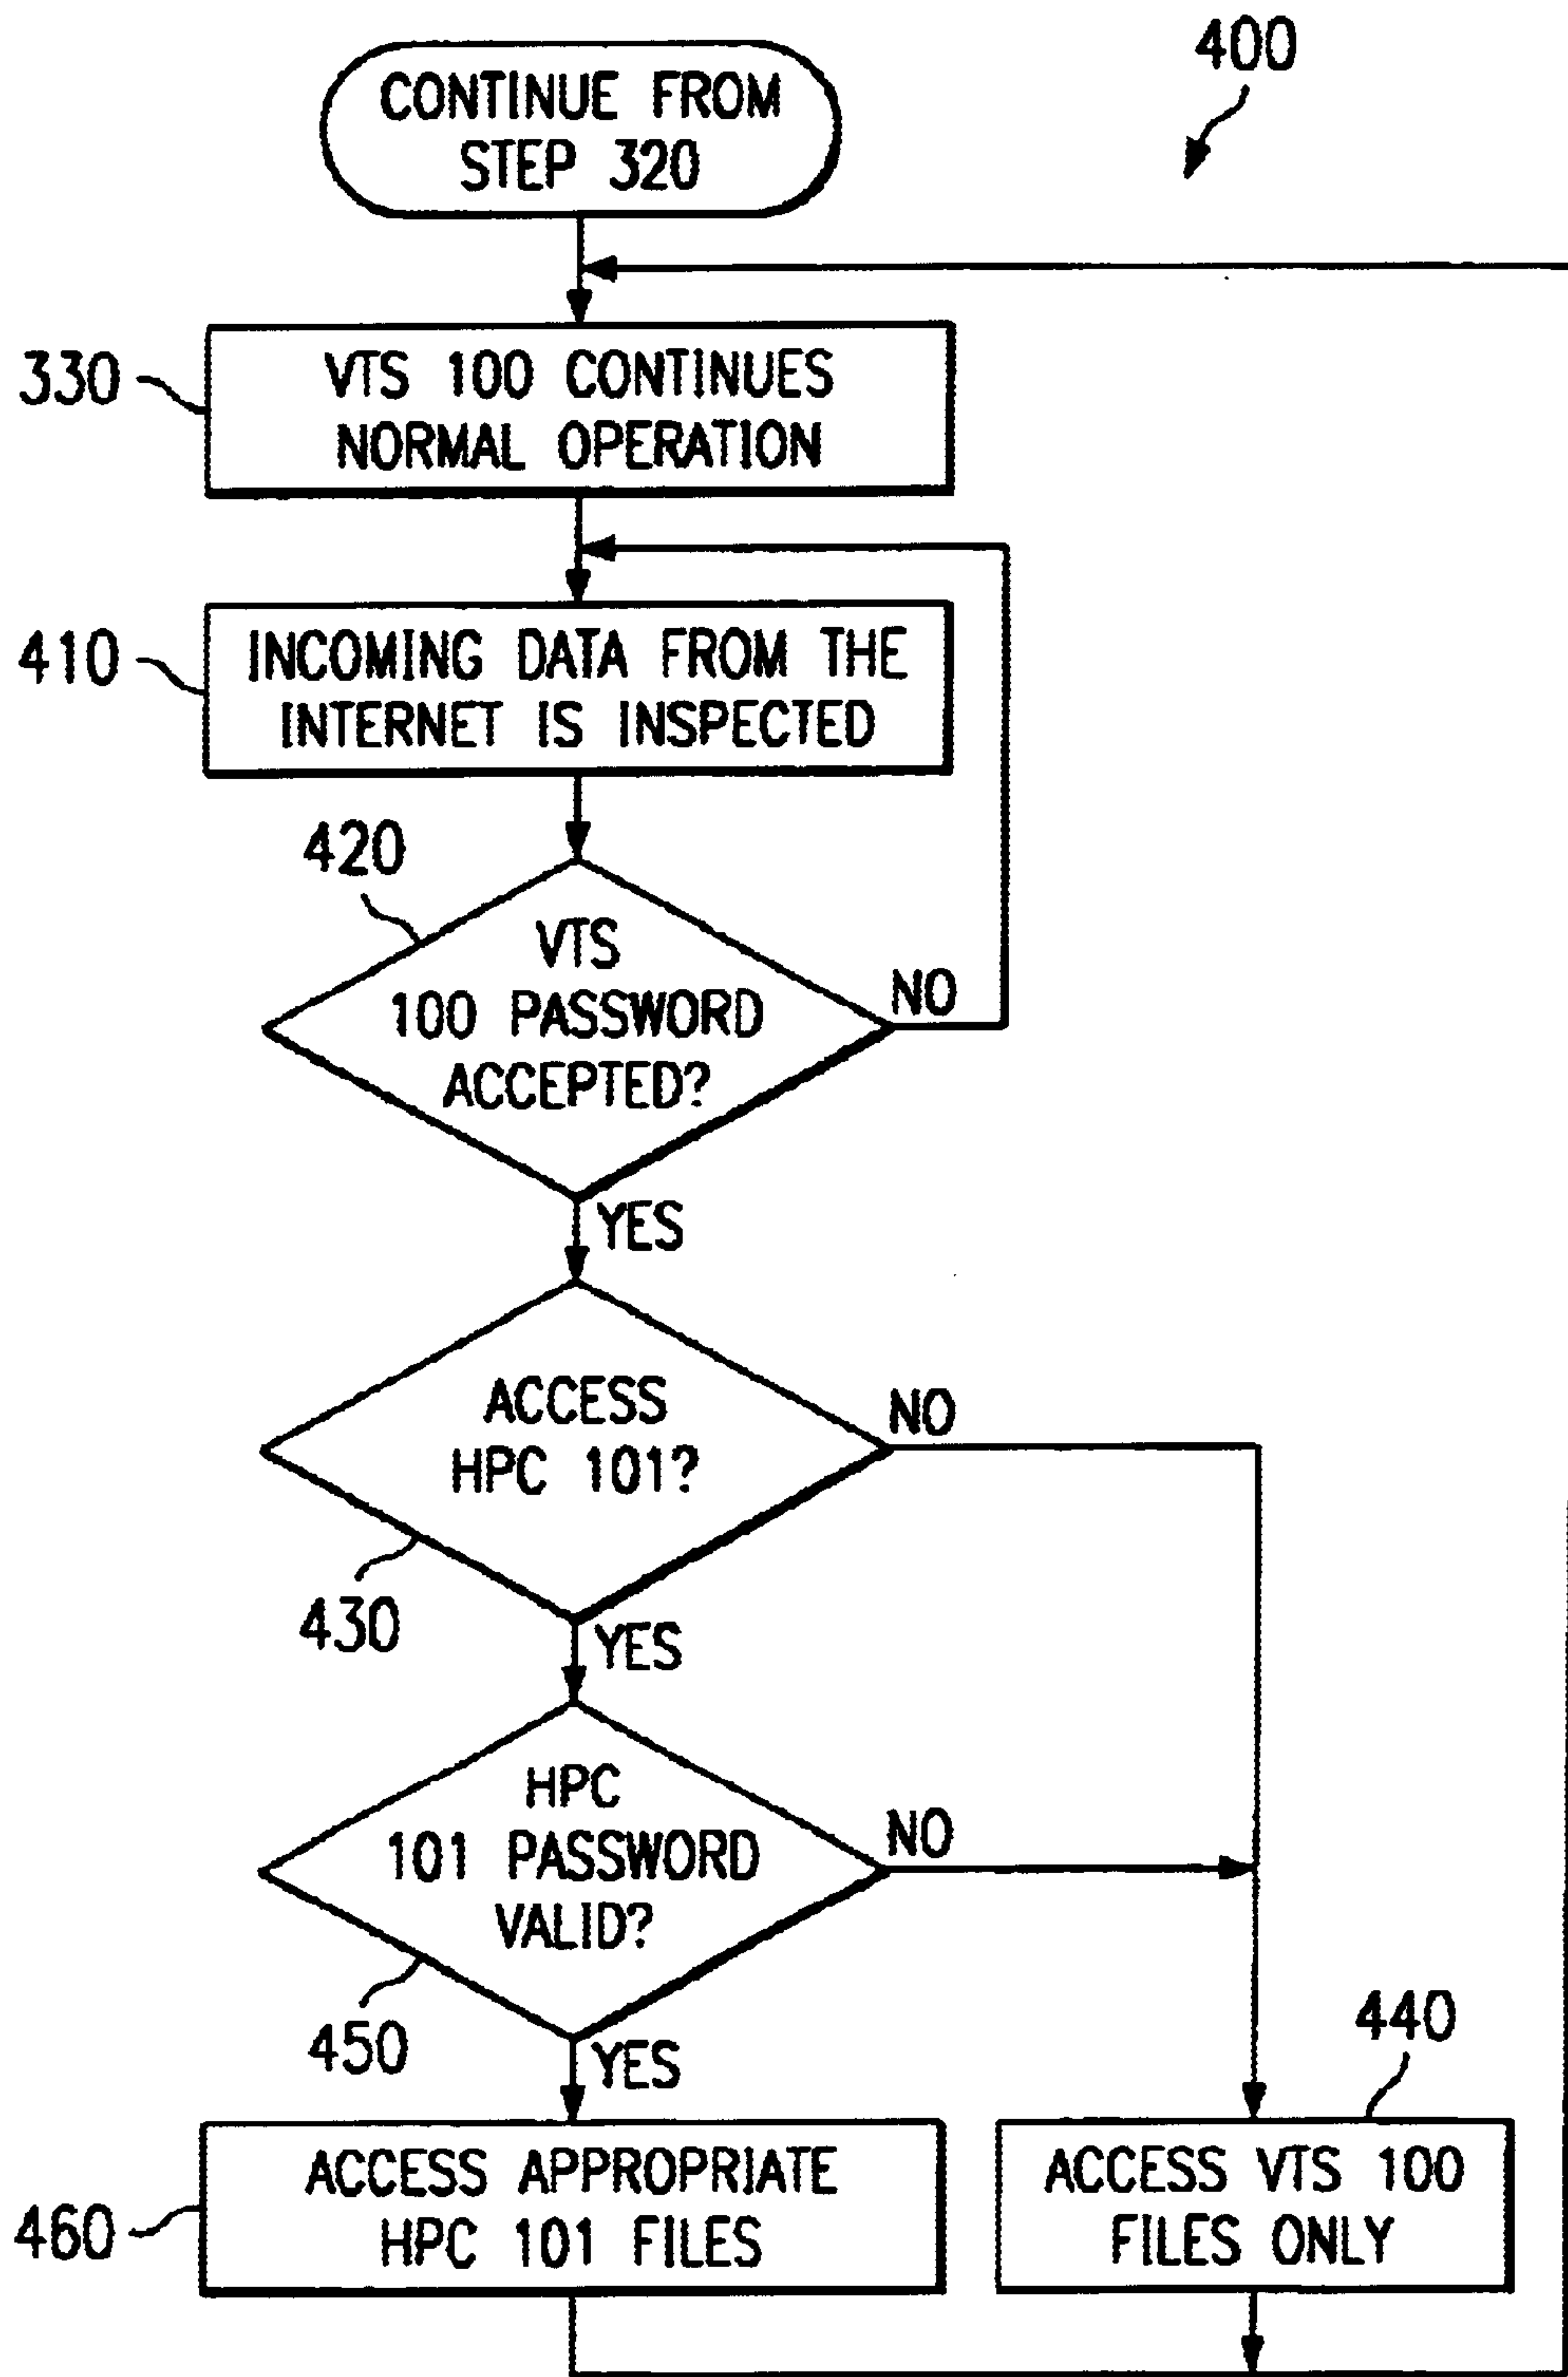 400
CONTINUE FROM
STEP 320
330
VTS 100 CONTINUES
NORMAL OPERATION
410
INCOMING DATA FROM THE
INTERNET IS INSPECTED
420
VTS
100 PASSWORD
ACCEPTED?
NO
YES
ACCESS
HPC 101?
NO
430
YES
HPC
101 PASSWORD
VALID?
NO
450
YES
440
460
ACCESS APPROPRIATE
HPC 101 FILES
ACCESS VTS 100
FILES ONLY